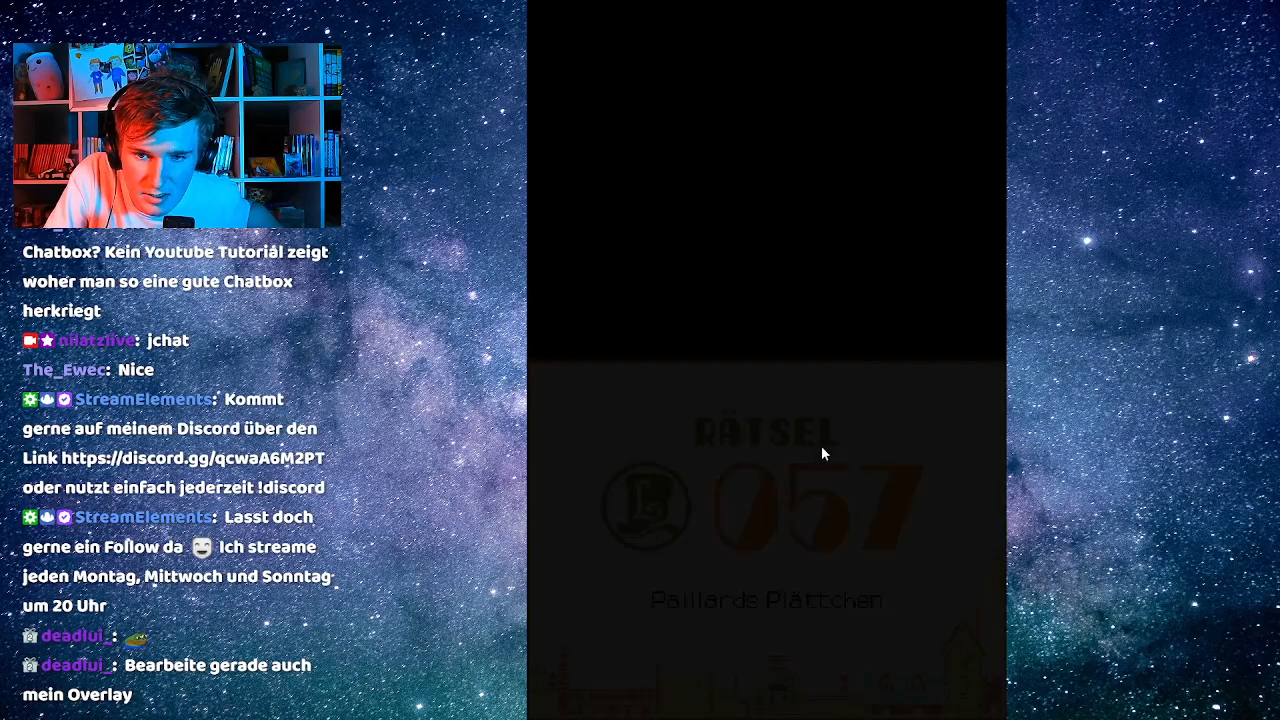 Chatbox? Kein Youtube Tutorial zeigt
woher man so eine gute Chatbox
herkriegt
nilatzlive: jchat
The_Ewec: Nice
StreamElements: Kommt
gerne auf meinem Discord über den
Link https://discord.gg/qcwaA6M2PT
oder nutzt einfach jederzeit !discord
StreamElements: Lasst doch
gerne ein Follow da Ich streame
jeden Montag, Mittwoch und Sonntag
um 20 Uhr
deadlui_:
deadlui_: Bearbeite gerade auch
mein Overlay
RÄTSEL
057
Paillards Plättchen